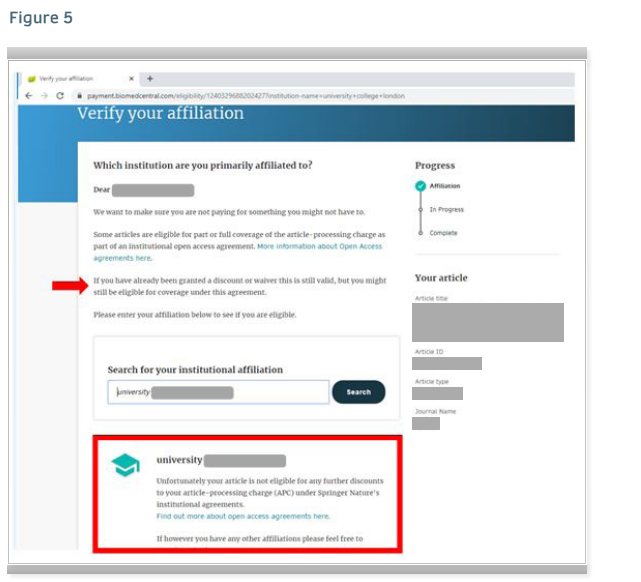 Figure 5
Verify your affiliation
payment.biomedcentral.com/eligibility/1240329688202427?institution-name=university+college+london
Verify your affiliation
Which institution are you primarily affiliated to?
Dear
We want to make sure you are not paying for something you might not have to.
Some articles are eligible for part or full coverage of the article-processing charge as
part of an institutional open access agreement. More information about Open Access
agreements here.
If you have already been granted a discount or waiver this is still valid, but you might
still be eligible for coverage under this agreement.
Please enter your affiliation below to see if you are eligible.
Search for your institutional affiliation
university
Search
university
Unfortunately your article is not eligible for any further discounts
to your article-processing charge (APC) under Springer Nature's
institutional agreements.
Find out more about open access agreements here.
If however you have any other affiliations please feel free to
Progress
Affiliation
In Progress
Complete
Your article
Article title
Article ID
Article type
Journal Name